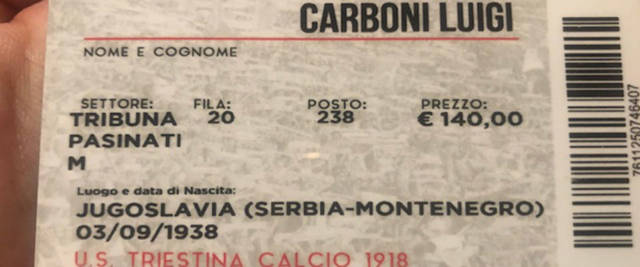 CARBONI LUIGI
NOME E COGNOME
SETTORE: FILA: POSTO: PREZZO:
TRIBUNA 20 238 € 140,00
PASINATI
M
Luogo e data di Nascita:
JUGOSLAVIA (SERBIA-MONTENEGRO)
03/09/1938
U.S. TRIESTINA CALCIO 1918
7611250746407